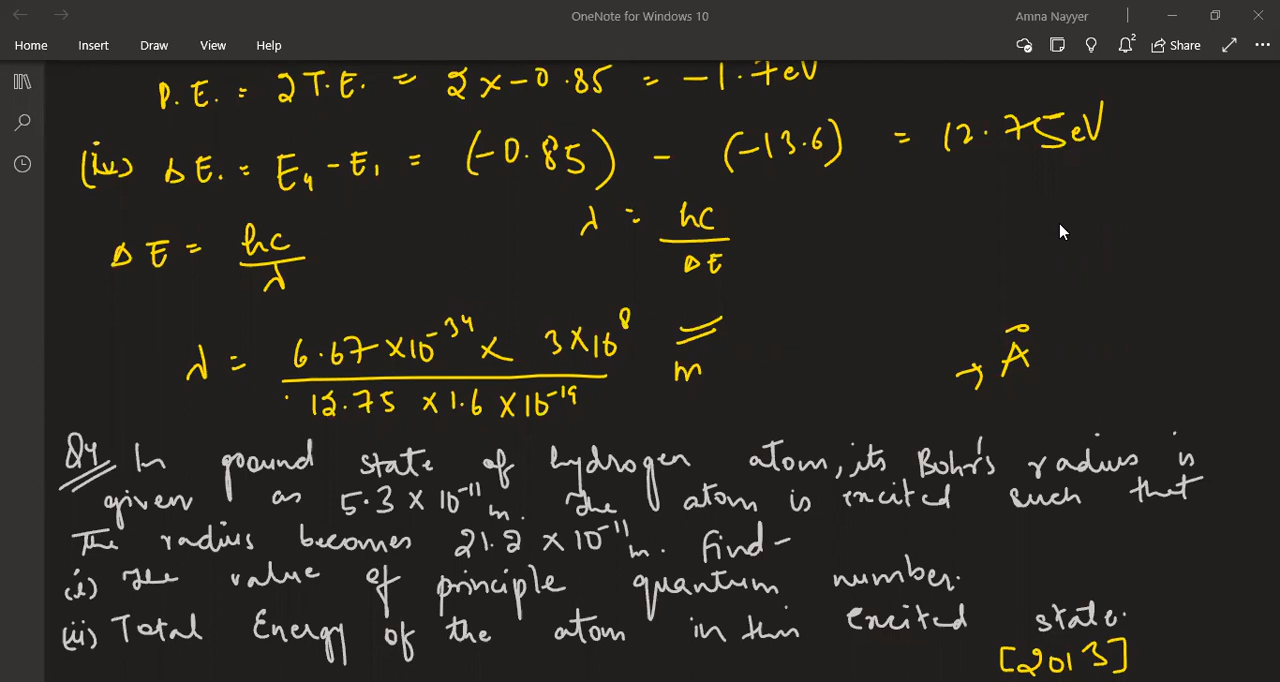 OneNote for Windows 10
Amna Nayyer
Home Insert Draw View Help
2 Share
P.E. = 2 T.E. = 2 x -0.85 = -1.7eV
(iv) ΔE. = E4 - E1 = (-0.85) - (-13.6) = 12.75eV
ΔE = hc/λ λ = hc/ΔE
λ = 6.67 × 10^-34 × 3×10^8 / 12.75 × 1.6 × 10^-19 m → Å
Q4 In ground state of hydrogen atom, its Bohr's radius is
given as 5.3 × 10^-11 m. The atom is excited such that
The radius becomes 21.2 × 10^-11 m. Find -
(i) The value of principle quantum number.
(ii) Total Energy of the atom in this excited state.
[2013]